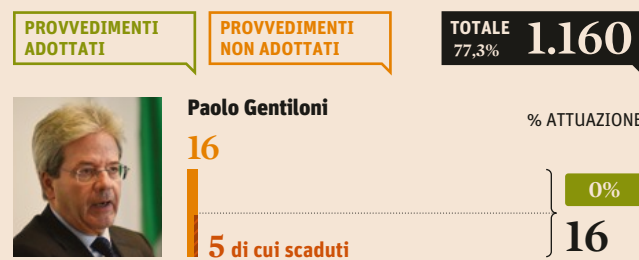 PROVVEDIMENTI
ADOTTATI
PROVVEDIMENTI
NON ADOTTATI
TOTALE
77,3%
1.160
Paolo Gentiloni
% ATTUAZIONE
16
0%
16
5 di cui scaduti